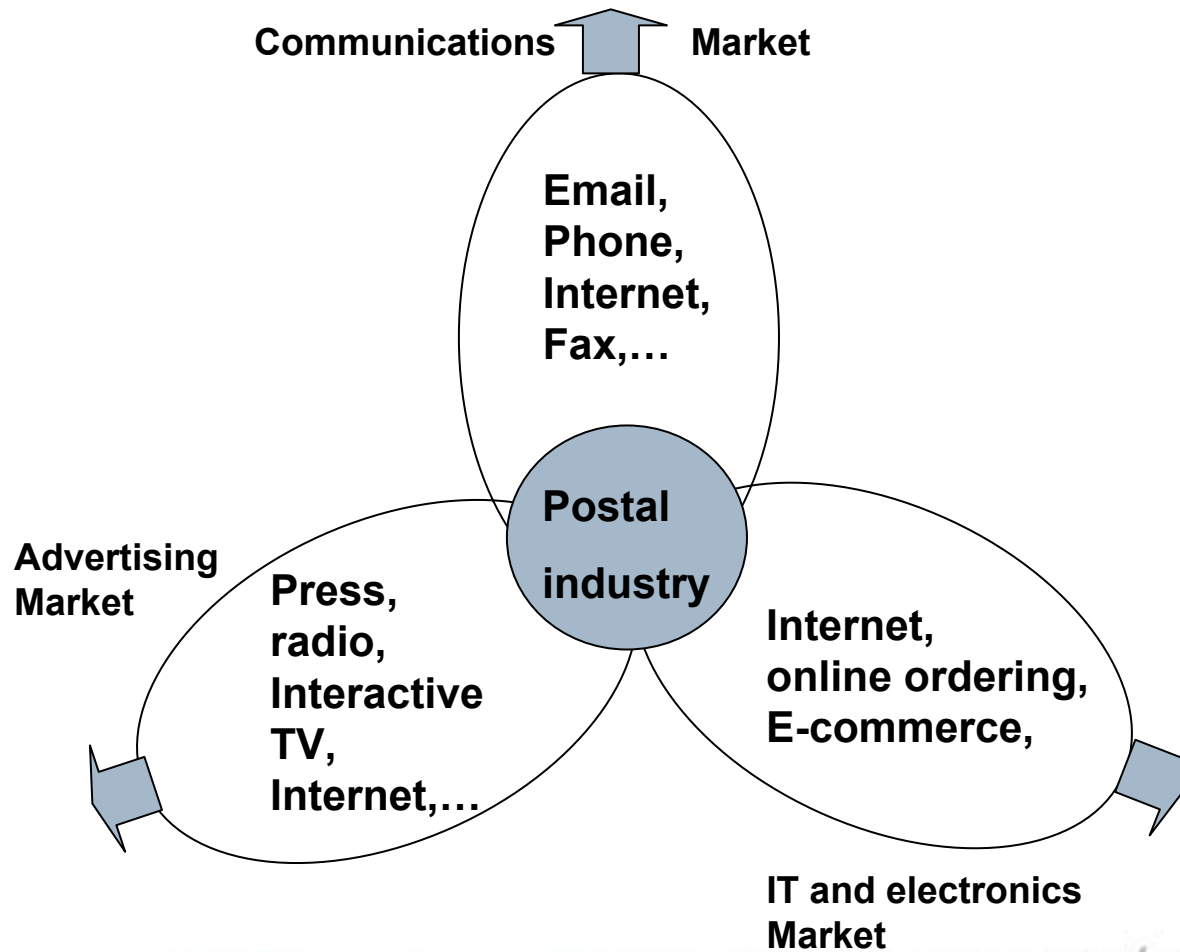 Communications Market
Email,
Phone,
Internet,
Fax,…
Postal
industry
Advertising
Market
Press,
radio,
Interactive
TV,
Internet,…
Internet,
online ordering,
E-commerce,
IT and electronics
Market